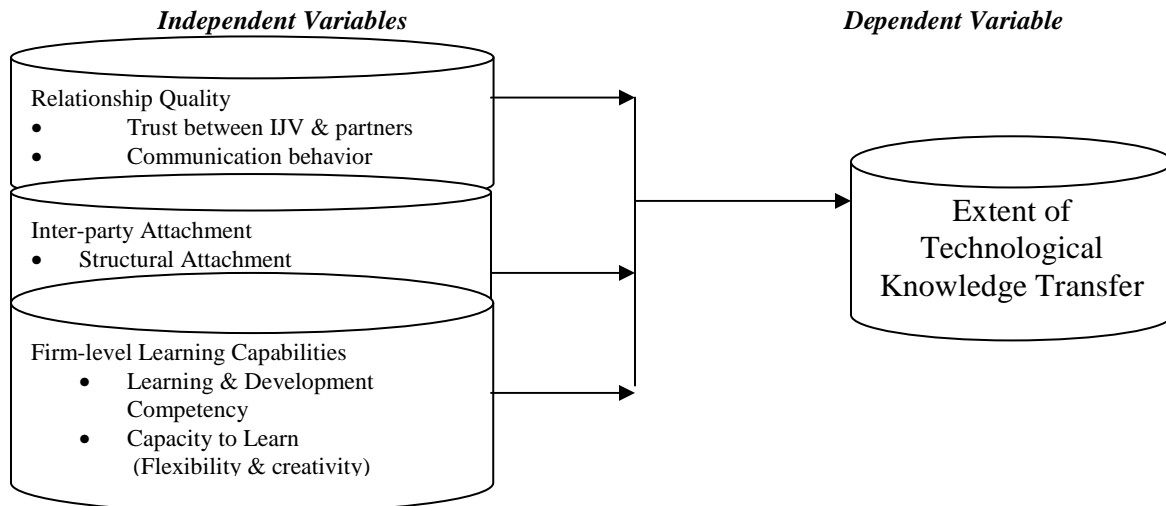 Independent Variables
Dependent Variable
Relationship Quality
• Trust between IJV & partners
• Communication behavior
Inter-party Attachment
• Structural Attachment
Firm-level Learning Capabilities
• Learning & Development
Competency
• Capacity to Learn
(Flexibility & creativity)
Extent of
Technological
Knowledge Transfer